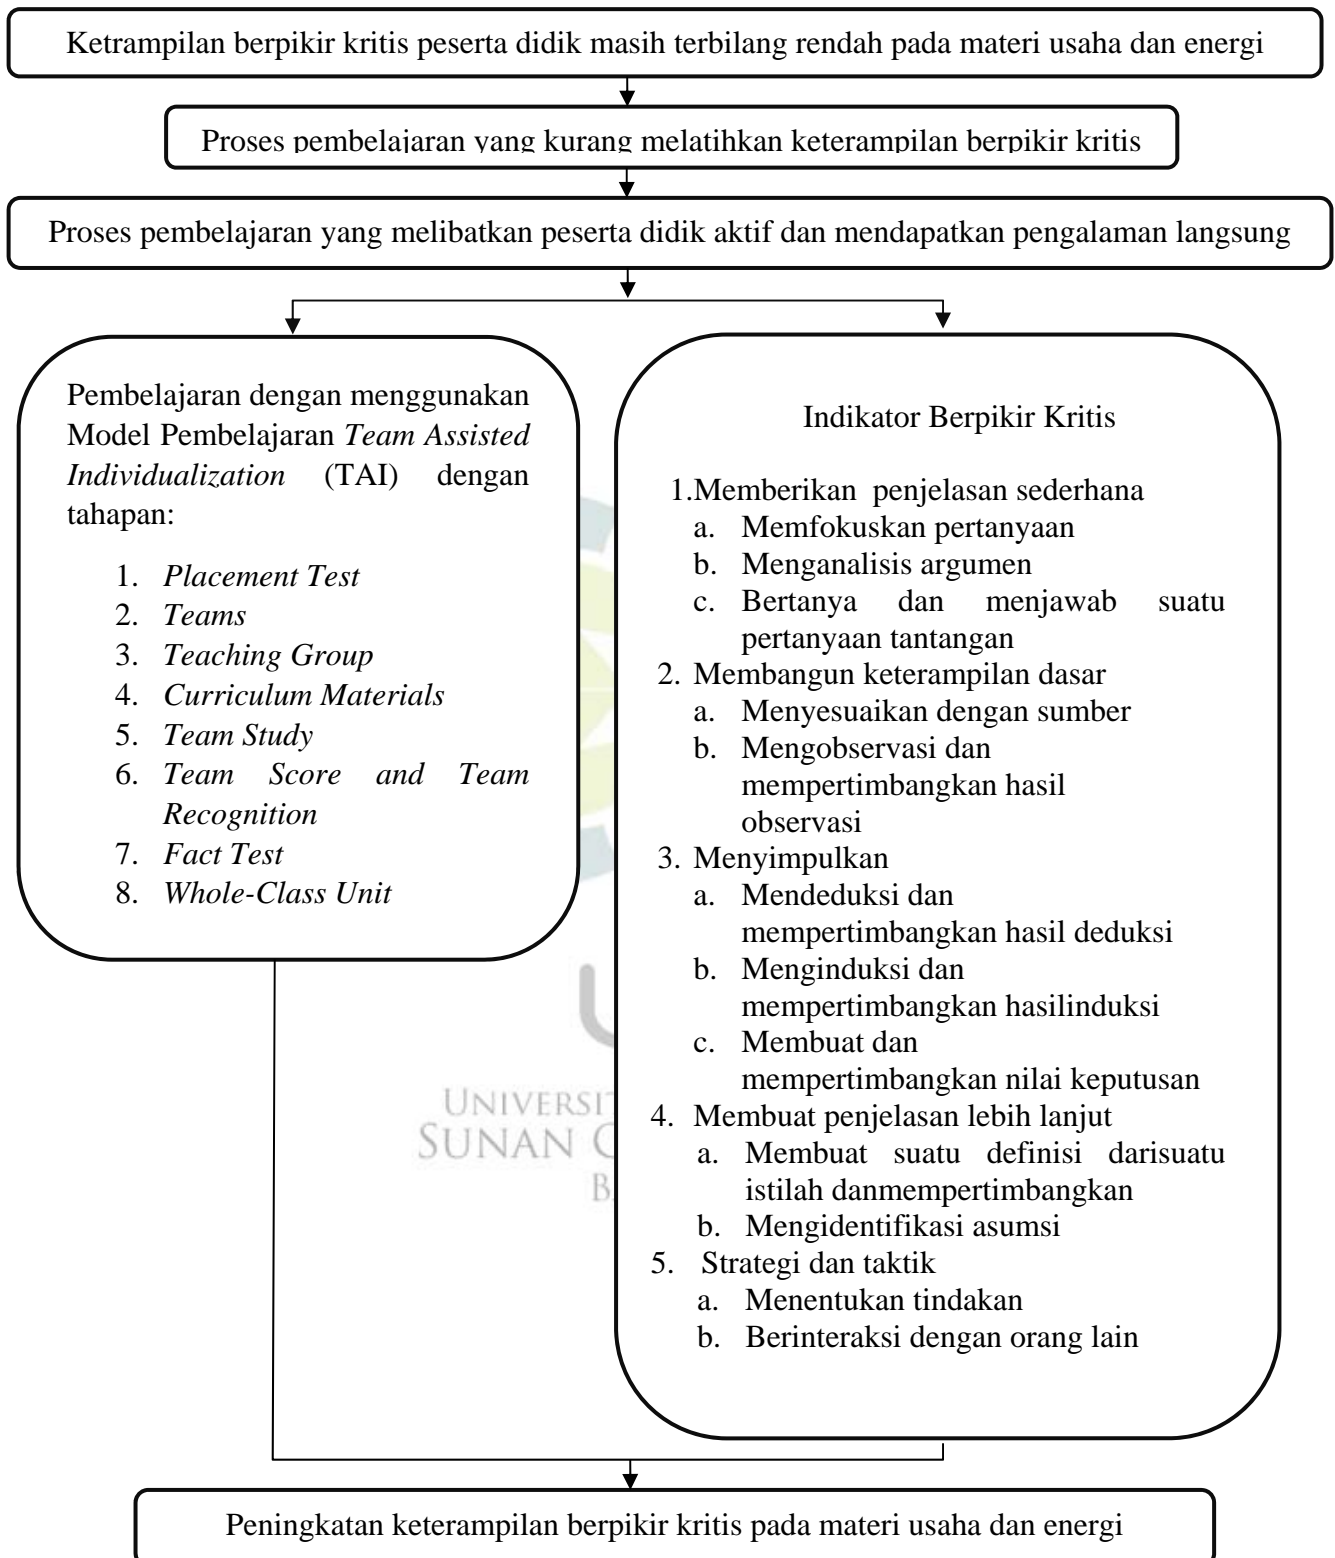 Ketrampilan berpikir kritis peserta didik masih terbilang rendah pada materi usaha dan energi
Proses pembelajaran yang kurang melatihkan keterampilan berpikir kritis
Proses pembelajaran yang melibatkan peserta didik aktif dan mendapatkan pengalaman langsung
Pembelajaran dengan menggunakan
Model Pembelajaran Team Assisted
Individualization (TAI) dengan
tahapan:
1. Placement Test
2. Teams
3. Teaching Group
4. Curriculum Materials
5. Team Study
6. Team Score and Team
Recognition
7. Fact Test
8. Whole-Class Unit
Indikator Berpikir Kritis
1.Memberikan penjelasan sederhana
a. Memfokuskan pertanyaan
b. Menganalisis argumen
c. Bertanya dan menjawab suatu
pertanyaan tantangan
2. Membangun keterampilan dasar
a. Menyesuaikan dengan sumber
b. Mengobservasi dan
mempertimbangkan hasil
observasi
3. Menyimpulkan
a. Mendeduksi dan
mempertimbangkan hasil deduksi
b. Menginduksi dan
mempertimbangkan hasilinduksi
c. Membuat dan
mempertimbangkan nilai keputusan
4. Membuat penjelasan lebih lanjut
a. Membuat suatu definisi darisuatu
istilah danmempertimbangkan
b. Mengidentifikasi asumsi
5. Strategi dan taktik
a. Menentukan tindakan
b. Berinteraksi dengan orang lain
SUNAN
Peningkatan keterampilan berpikir kritis pada materi usaha dan energi